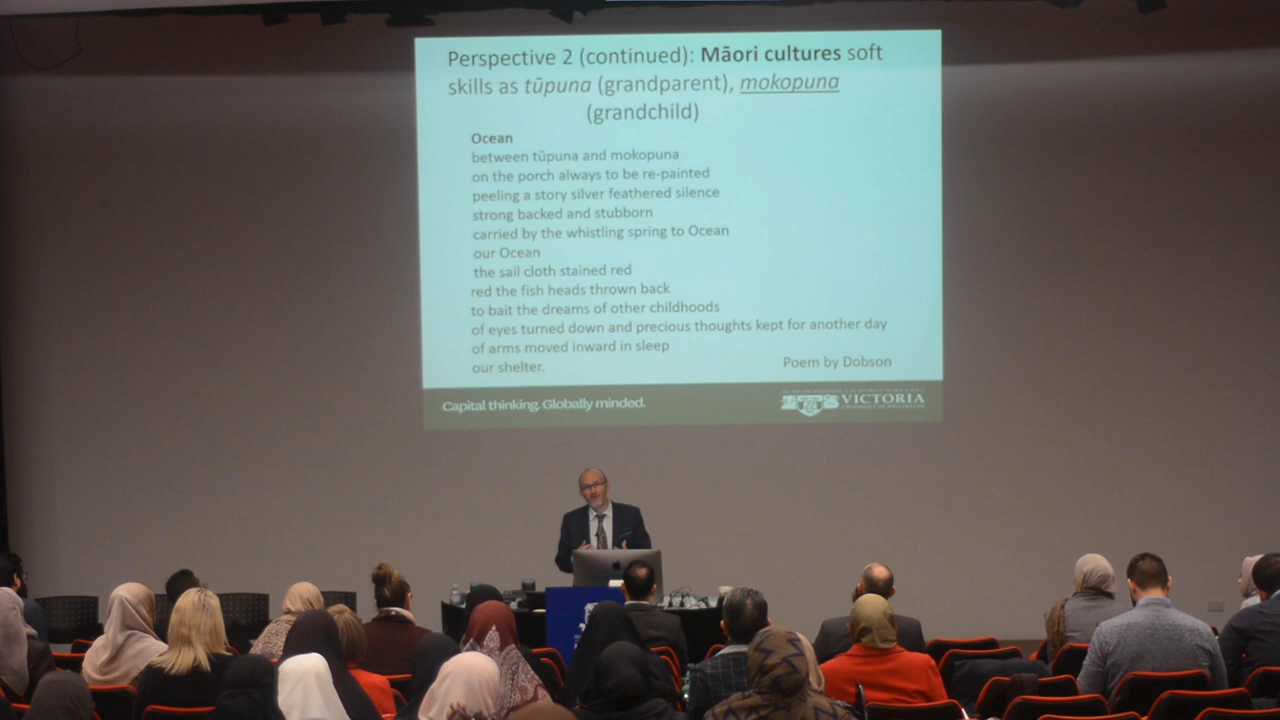 Perspective 2 (continued): Māori cultures soft
skills as tūpuna (grandparent), mokopuna
(grandchild)
Ocean
between tūpuna and mokopuna
on the porch always to be re-painted
peeling a story silver feathered silence
strong backed and stubborn
carried by the whistling spring to Ocean
our Ocean
the sail cloth stained red
red the fish heads thrown back
to bait the dreams of other childhoods
of eyes turned down and precious thoughts kept for another day
of arms moved inward in sleep
our shelter.
Poem by Dobson
Capital thinking. Globally minded.
VICTORIA
UNIVERSITY OF WELLINGTON